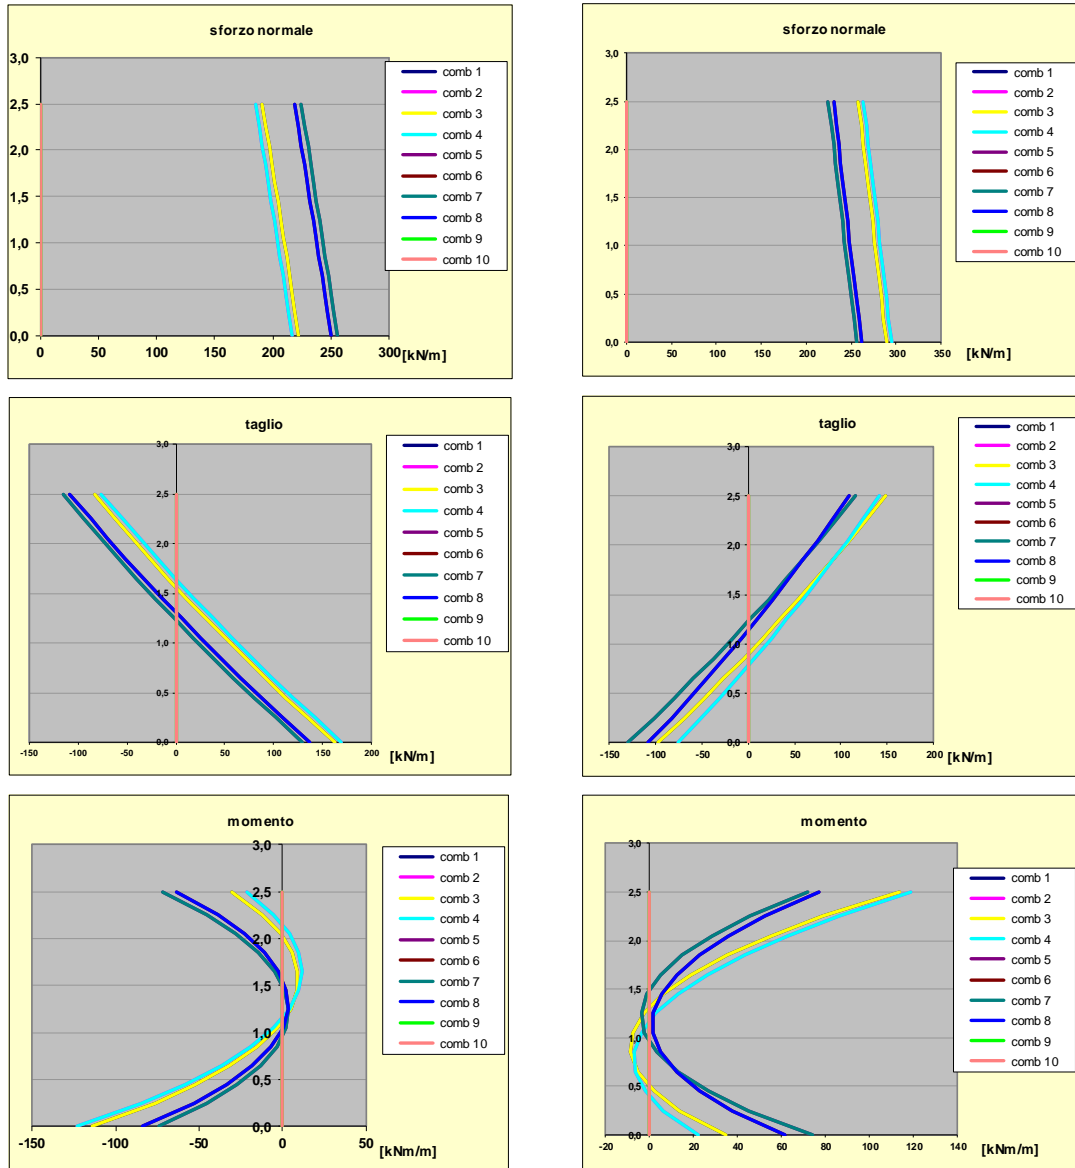 sforzo normale
3,0
2,5
2,0
1,5
1,0
0,5
0,0
0 50 100 150 200 250 300
[kN/m]
comb 1
comb 2
comb 3
comb 4
comb 5
comb 6
comb 7
comb 8
comb 9
comb 10
sforzo normale
3,0
2,5
2,0
1,5
1,0
0,5
0,0
0 50 100 150 200 250 300 350
[kN/m]
comb 1
comb 2
comb 3
comb 4
comb 5
comb 6
comb 7
comb 8
comb 9
comb 10
taglio
3,0
2,5
2,0
1,5
1,0
0,5
0,0
-150 -100 -50 0 50 100 150 200
[kN/m]
comb 1
comb 2
comb 3
comb 4
comb 5
comb 6
comb 7
comb 8
comb 9
comb 10
taglio
3,0
2,5
2,0
1,5
1,0
0,5
0,0
-150 -100 -50 0 50 100 150 200
[kN/m]
comb 1
comb 2
comb 3
comb 4
comb 5
comb 6
comb 7
comb 8
comb 9
comb 10
momento
3,0
2,5
2,0
1,5
1,0
0,5
0,0
-150 -100 -50 0 50
[kNm/m]
comb 1
comb 2
comb 3
comb 4
comb 5
comb 6
comb 7
comb 8
comb 9
comb 10
momento
3,0
2,5
2,0
1,5
1,0
0,5
0,0
-20 0 20 40 60 80 100 120 140
[kNm/m]
comb 1
comb 2
comb 3
comb 4
comb 5
comb 6
comb 7
comb 8
comb 9
comb 10